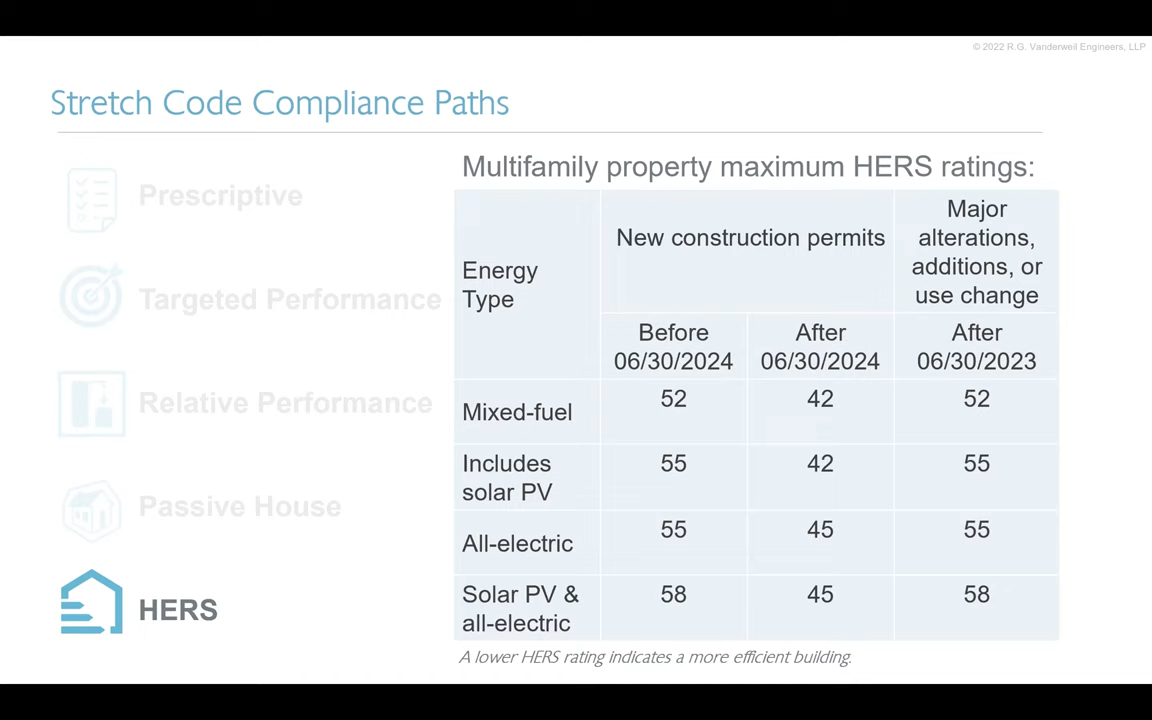 © 2022 R.G. Vanderweil Engineers, LLP
Stretch Code Compliance Paths
Prescriptive
Targeted Performance
Relative Performance
Passive House
HERS
Multifamily property maximum HERS ratings:
Energy
Type
New construction permits
Major
alterations,
additions, or
use change
Before
06/30/2024
After
06/30/2024
After
06/30/2023
Mixed-fuel
52
42
52
Includes
solar PV
55
42
55
All-electric
55
45
55
Solar PV &
all-electric
58
45
58
A lower HERS rating indicates a more efficient building.